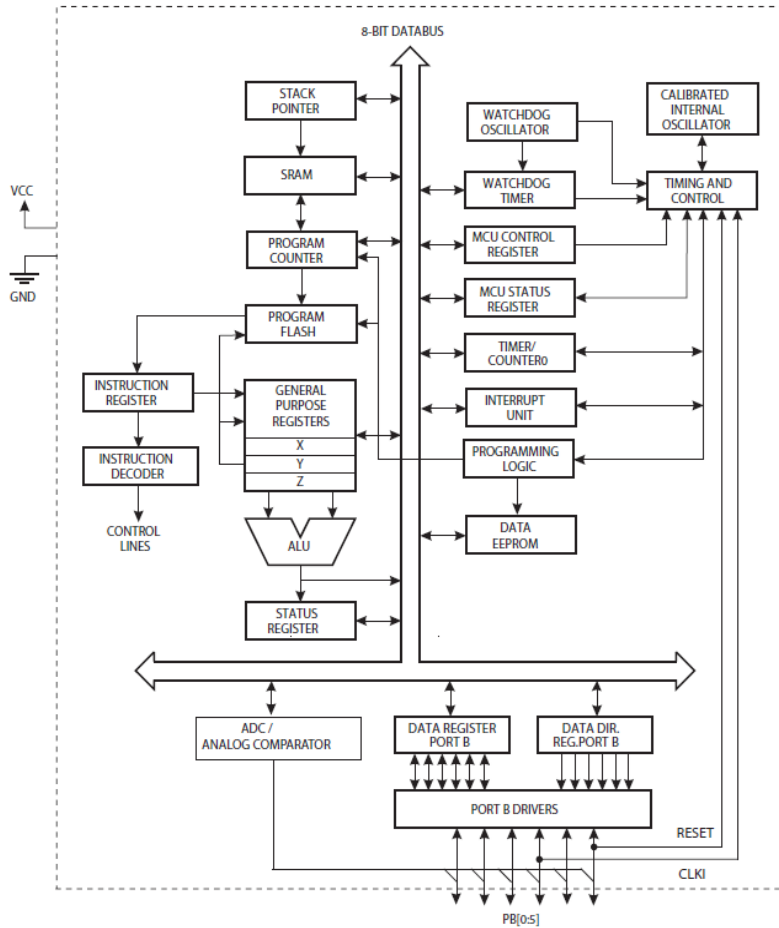 8-BIT DATABUS
STACK
POINTER
SRAM
PROGRAM
COUNTER
PROGRAM
FLASH
INSTRUCTION
REGISTER
GENERAL
PURPOSE
REGISTERS
X
Y
Z
INSTRUCTION
DECODER
CONTROL
LINES
ALU
STATUS
REGISTER
VCC
GND
WATCHDOG
OSCILLATOR
CALIBRATED
INTERNAL
OSCILLATOR
WATCHDOG
TIMER
TIMING AND
CONTROL
MCU CONTROL
REGISTER
MCU STATUS
REGISTER
TIMER/
COUNTER0
INTERRUPT
UNIT
PROGRAMMING
LOGIC
DATA
EEPROM
ADC /
ANALOG COMPARATOR
DATA REGISTER
PORT B
DATA DIR.
REG.PORT B
PORT B DRIVERS
RESET
CLKI
PB[0:5]